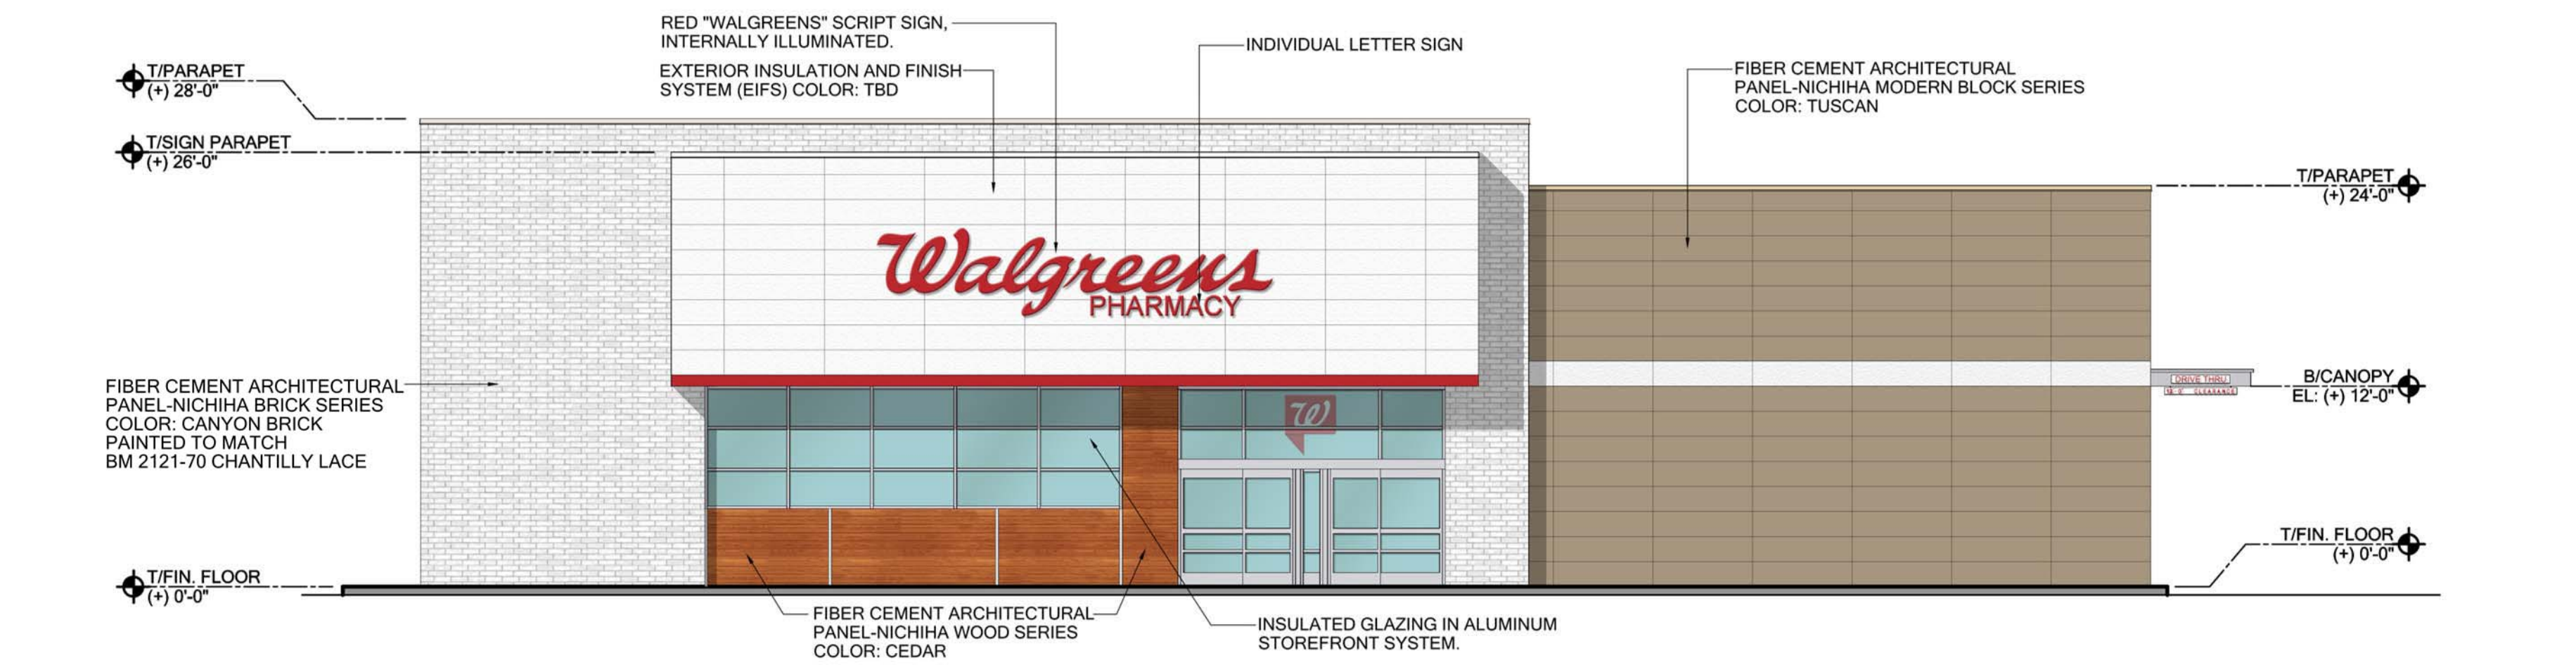 RED "WALGREENS" SCRIPT SIGN,
INTERNALLY ILLUMINATED.
EXTERIOR INSULATION AND FINISH
SYSTEM (EIFS) COLOR: TBD
INDIVIDUAL LETTER SIGN
FIBER CEMENT ARCHITECTURAL
PANEL-NICHIHA MODERN BLOCK SERIES
COLOR: TUSCAN
T/PARAPET
(+) 28'-0"
T/SIGN PARAPET
(+) 26'-0"
T/PARAPET
(+) 24'-0"
Walgreens
PHARMACY
FIBER CEMENT ARCHITECTURAL
PANEL-NICHIHA BRICK SERIES
COLOR: CANYON BRICK
PAINTED TO MATCH
BM 2121-70 CHANTILLY LACE
W
DRIVE THRU
CLEARANCE
B/CANOPY
EL: (+) 12'-0"
T/FIN. FLOOR
(+) 0'-0"
T/FIN. FLOOR
(+) 0'-0"
FIBER CEMENT ARCHITECTURAL
PANEL-NICHIHA WOOD SERIES
COLOR: CEDAR
INSULATED GLAZING IN ALUMINUM
STOREFRONT SYSTEM.